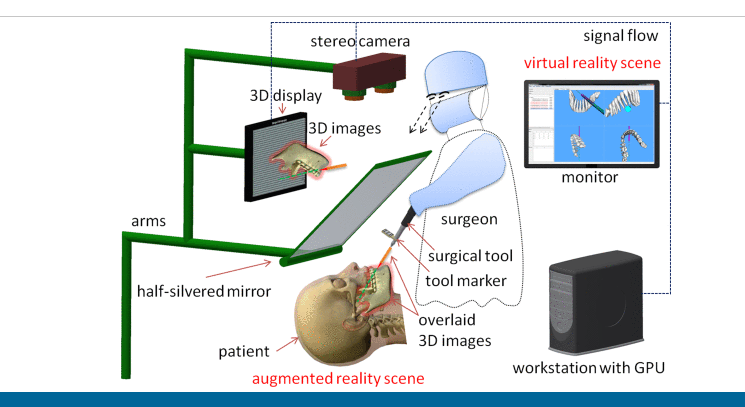 signal flow
stereo camera
virtual reality scene
3D display
3D images
monitor
arms
surgeon
surgical tool
tool marker
half-silvered mirror
overlaid
3D images
patient
workstation with GPU
augmented reality scene